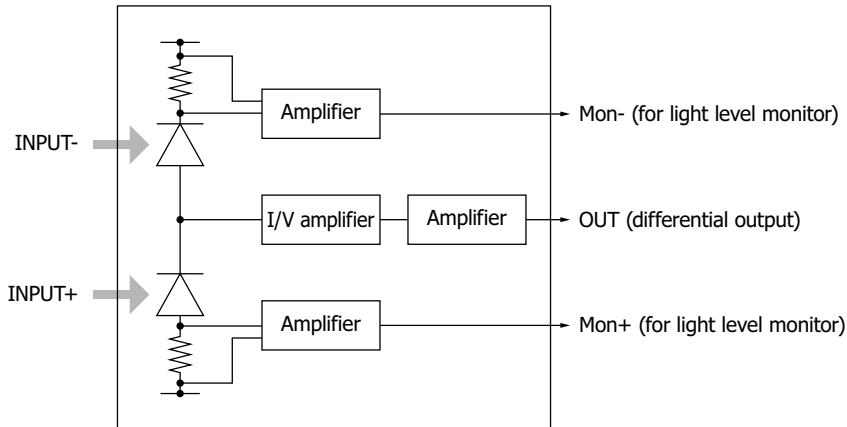 Amplifier
Mon- (for light level monitor)
INPUT-
I/V amplifier
Amplifier
OUT (differential output)
INPUT+
Amplifier
Mon+ (for light level monitor)